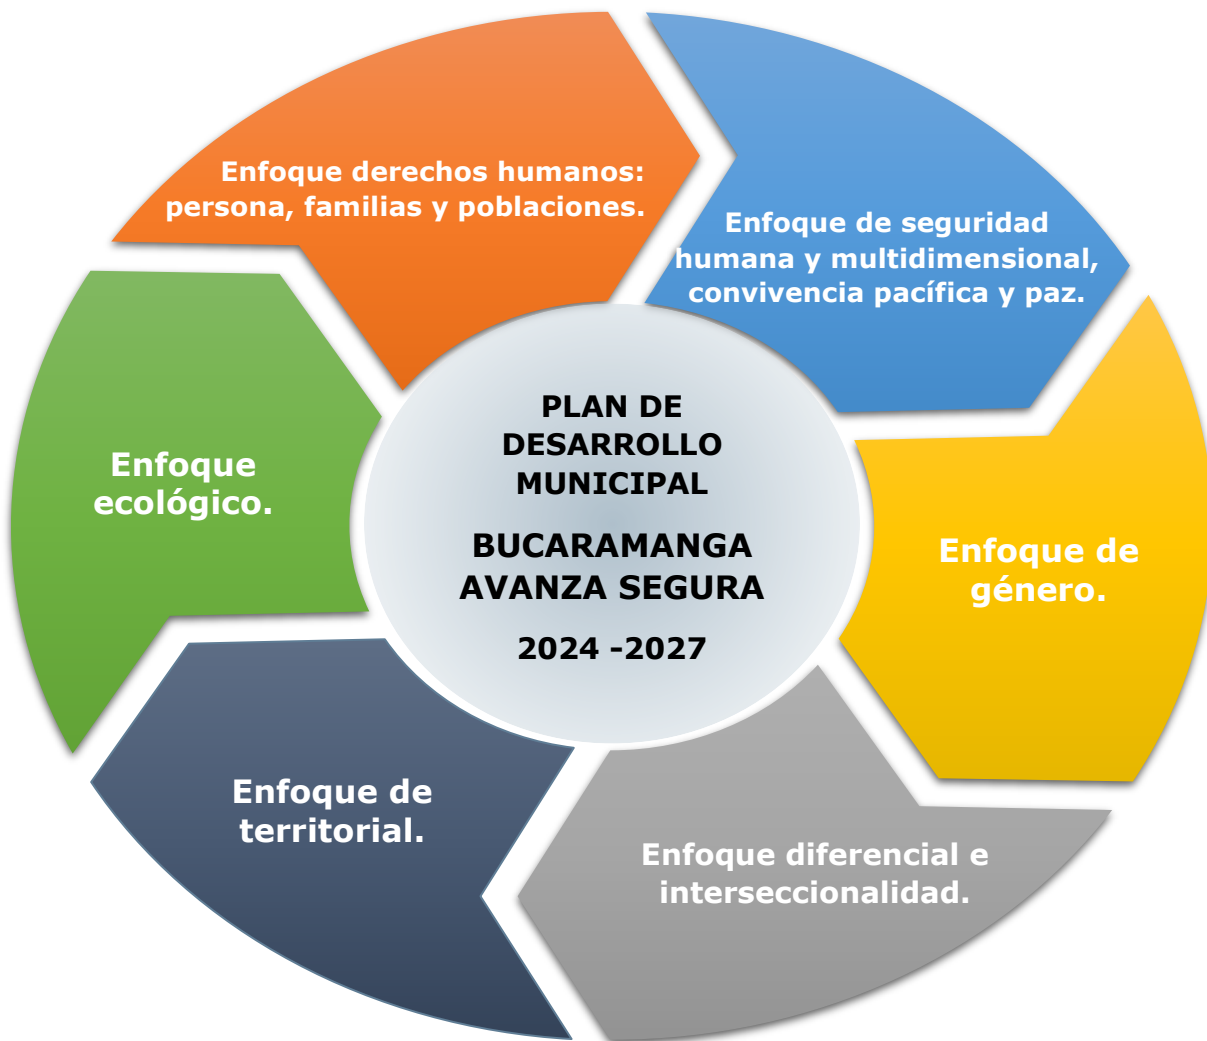 Enfoque derechos humanos:
persona, familias y poblaciones.
Enfoque de seguridad
humana y multidimensional,
convivencia pacífica y paz.
Enfoque de
género.
Enfoque diferencial e
interseccionalidad.
Enfoque de
territorial.
Enfoque
ecológico.
PLAN DE
DESARROLLO
MUNICIPAL
BUCARAMANGA
AVANZA SEGURA
2024 -2027